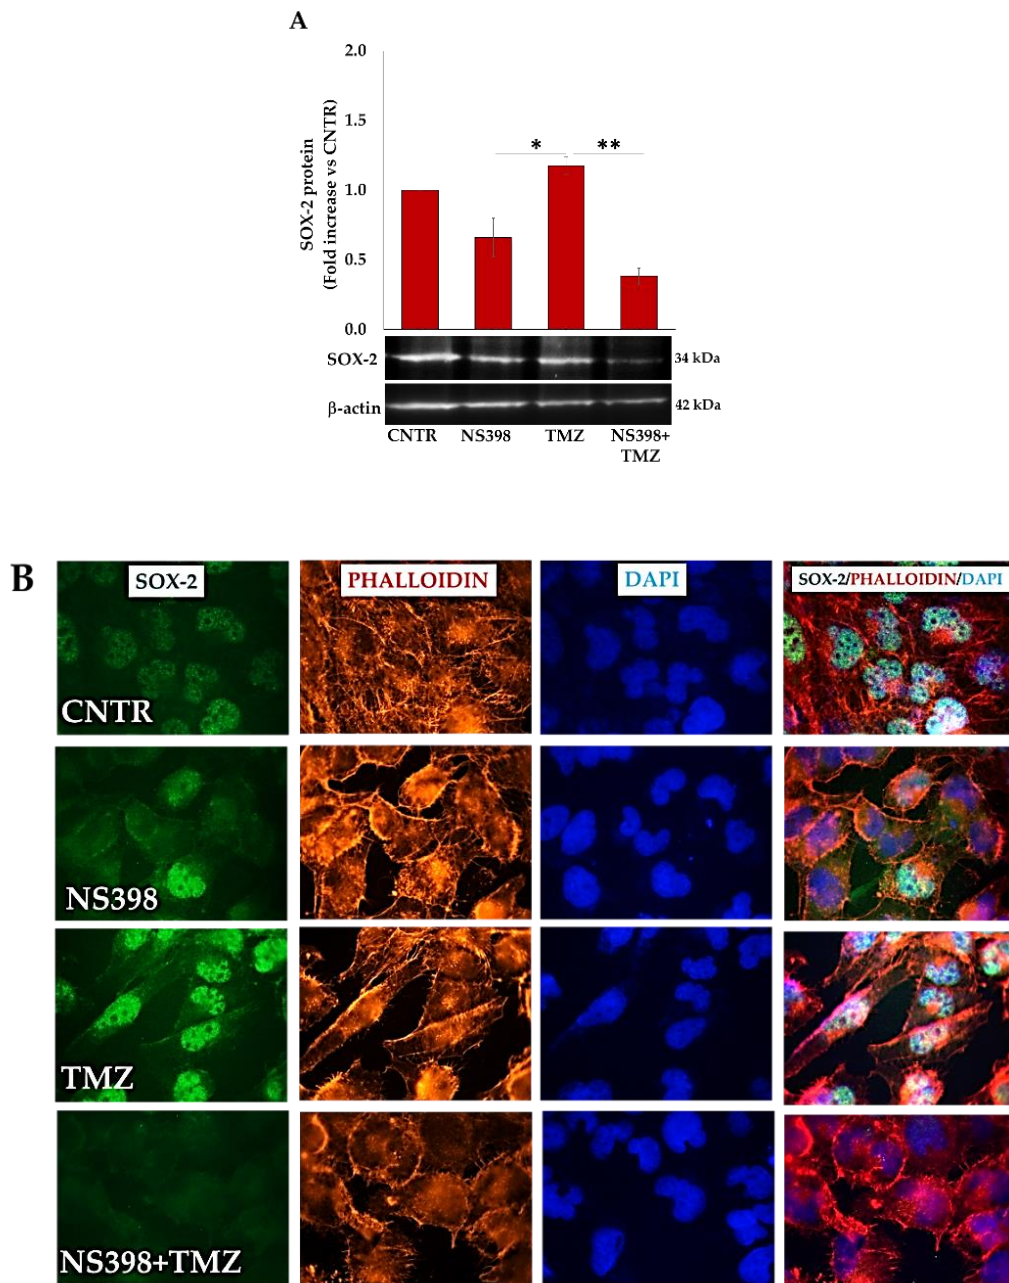 A
2.0
1.5
1.0
0.5
0.0
SOX-2 protein
(Fold increase vs CNTR)
* **
SOX-2 34 kDa
β-actin 42 kDa
CNTR NS398 TMZ NS398+
TMZ
B
SOX-2 PHALLOIDIN DAPI SOX-2/PHALLOIDIN/DAPI
CNTR
NS398
TMZ
NS398+TMZ